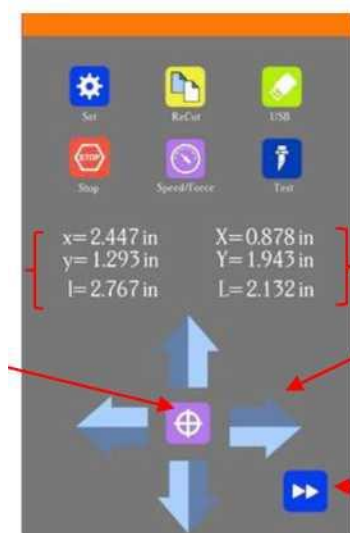 Set ReCut USB
STOP
Stop Speed/Force Test
x=2.447 in X=0.878 in
y=1.293 in Y=1.943 in
l=2.767 in L=2.132 in